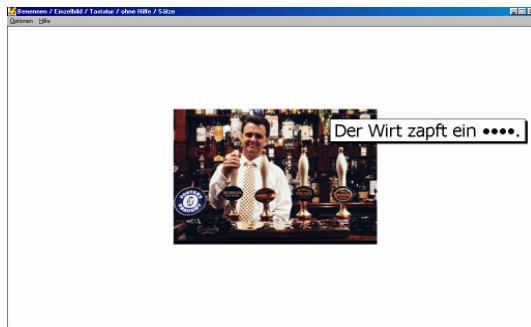 Benennen / Einzelbild / Tastatur / ohne Hilfe / Sätze
Optionen Hilfe
Der Wirt zapft ein ••••.